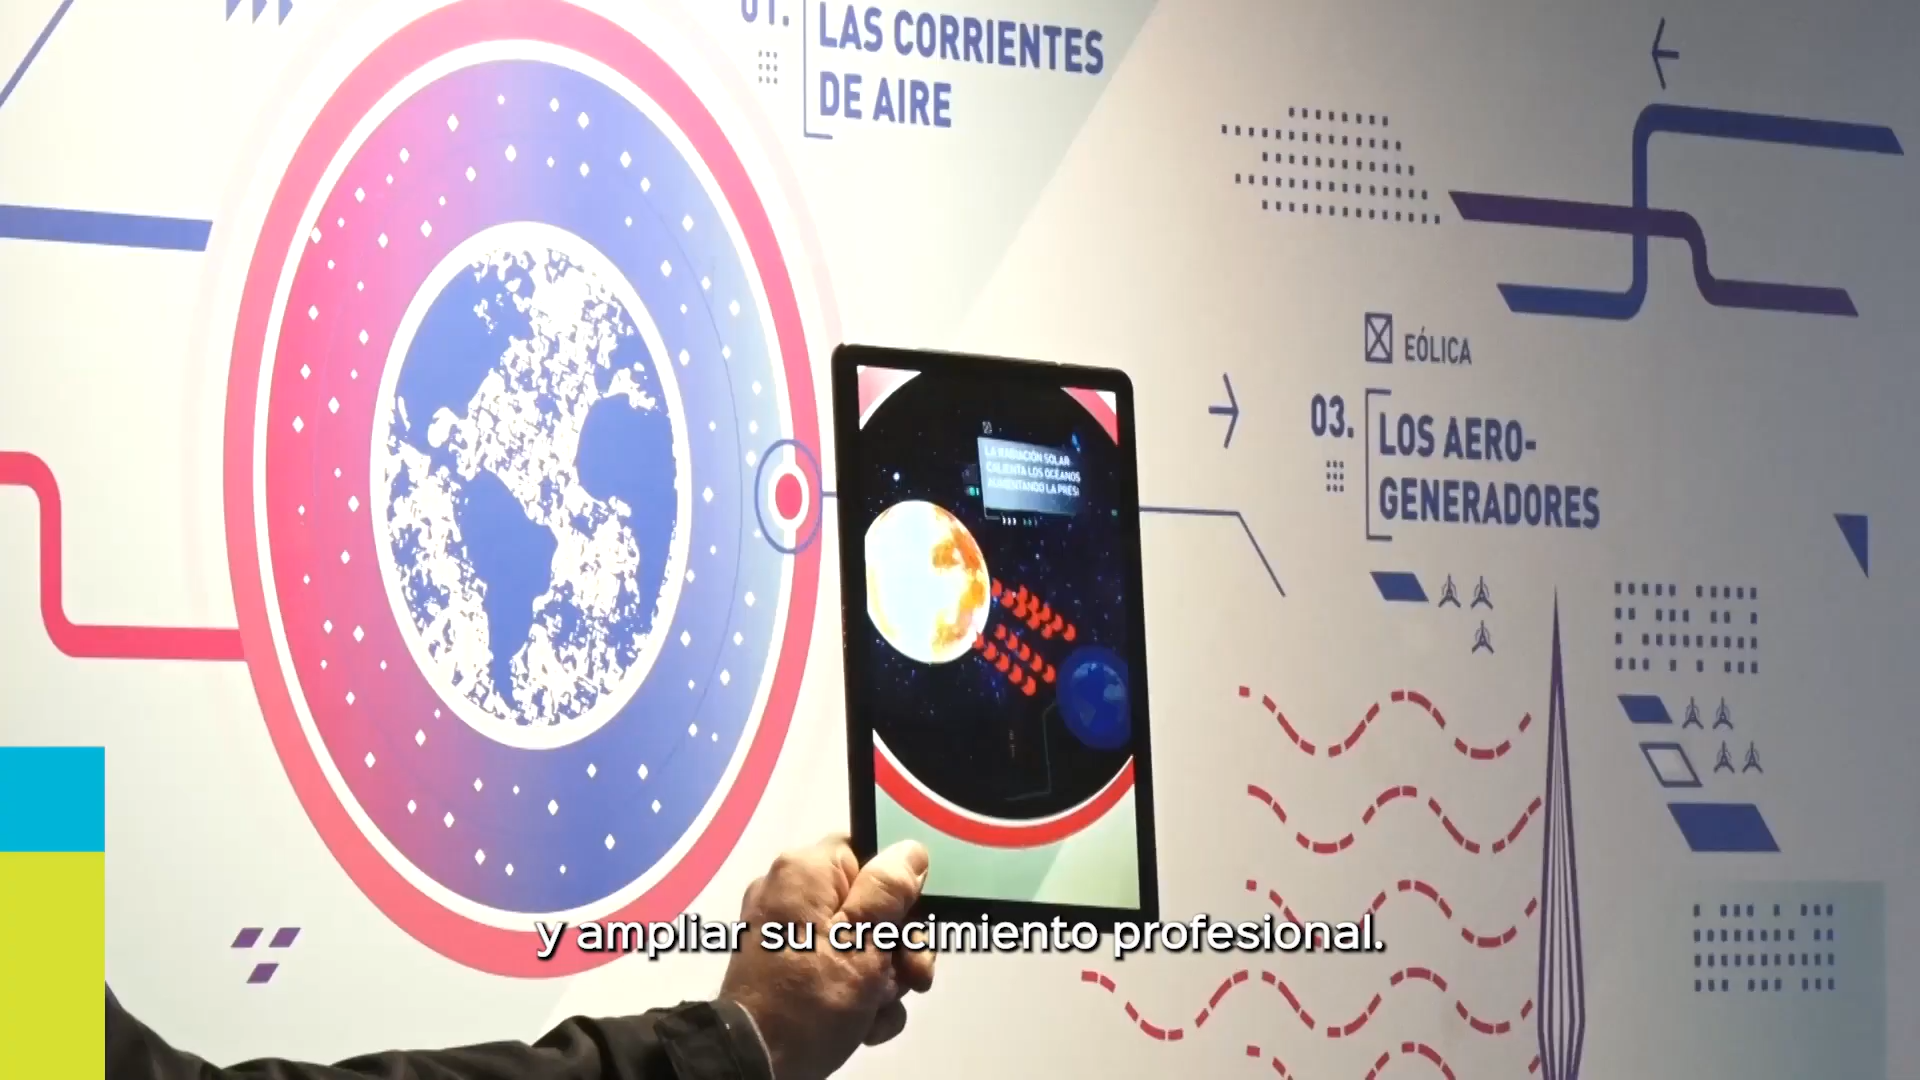 01.
LAS CORRIENTES
DE AIRE
EÓLICA
03.
LOS AERO-
GENERADORES
LA RADIACIÓN SOLAR
CALIENTA LOS OCÉANOS
AUMENTANDO LA PRESI
y ampliar su crecimiento profesional.